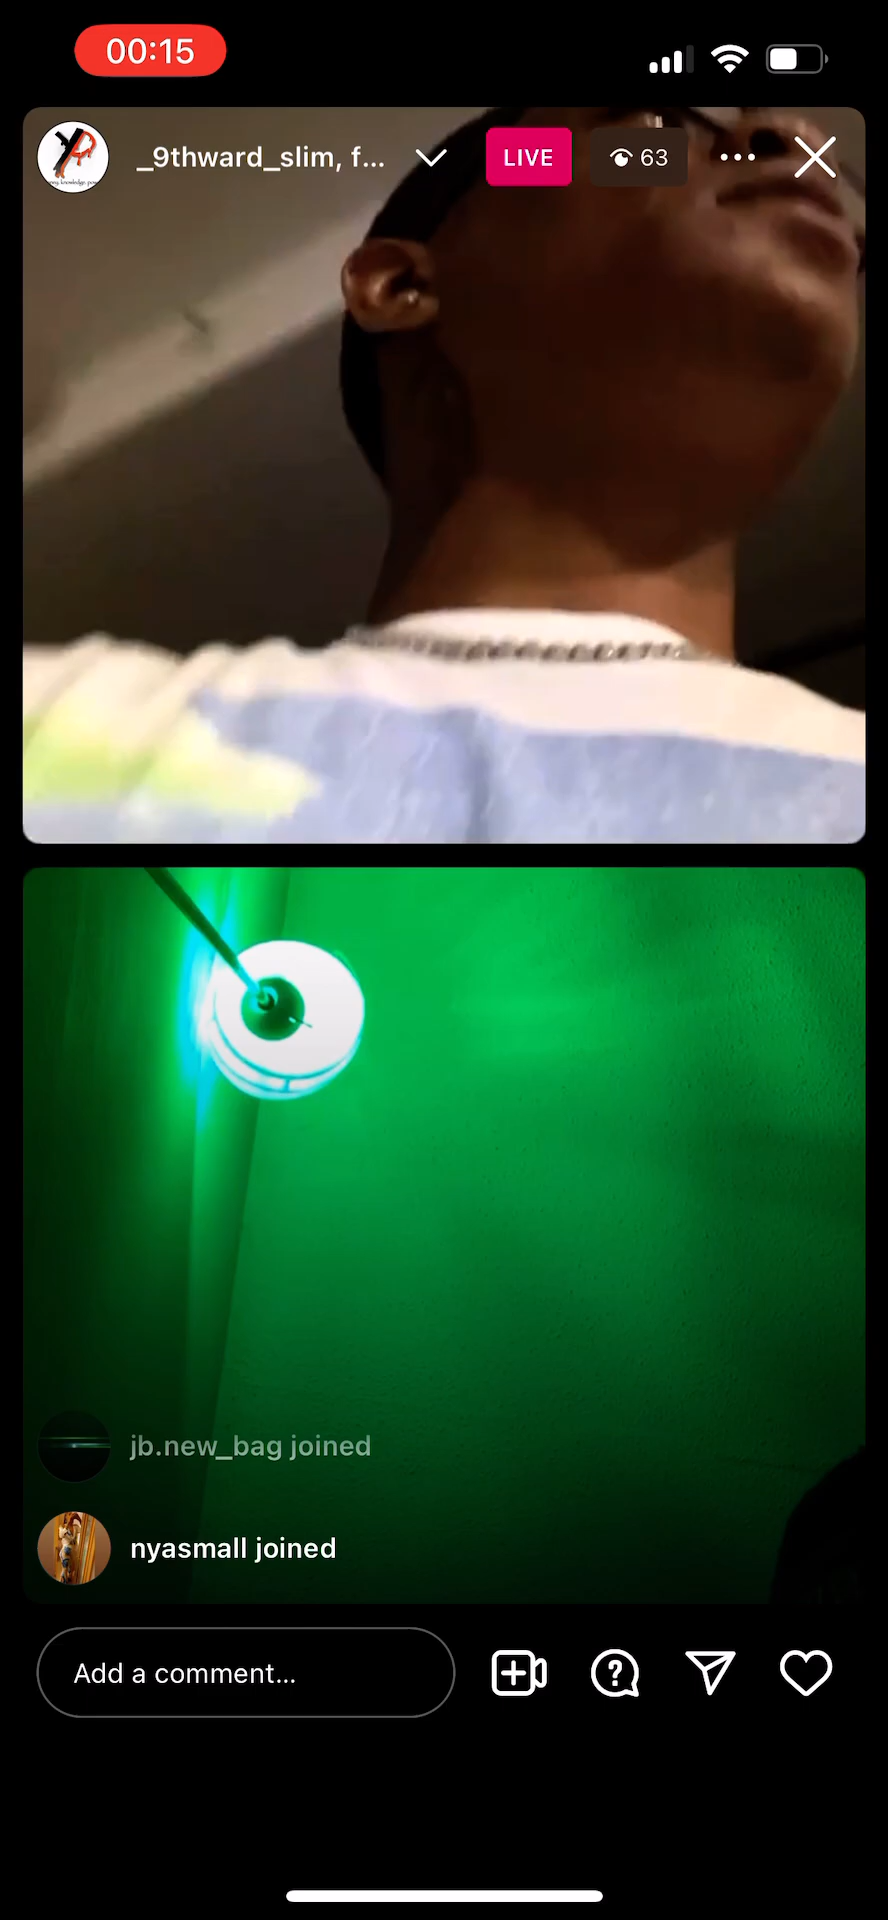 00:15
_9thward_slim, f...
LIVE
63
jb.new_bag joined
nyasmall joined
Add a comment...